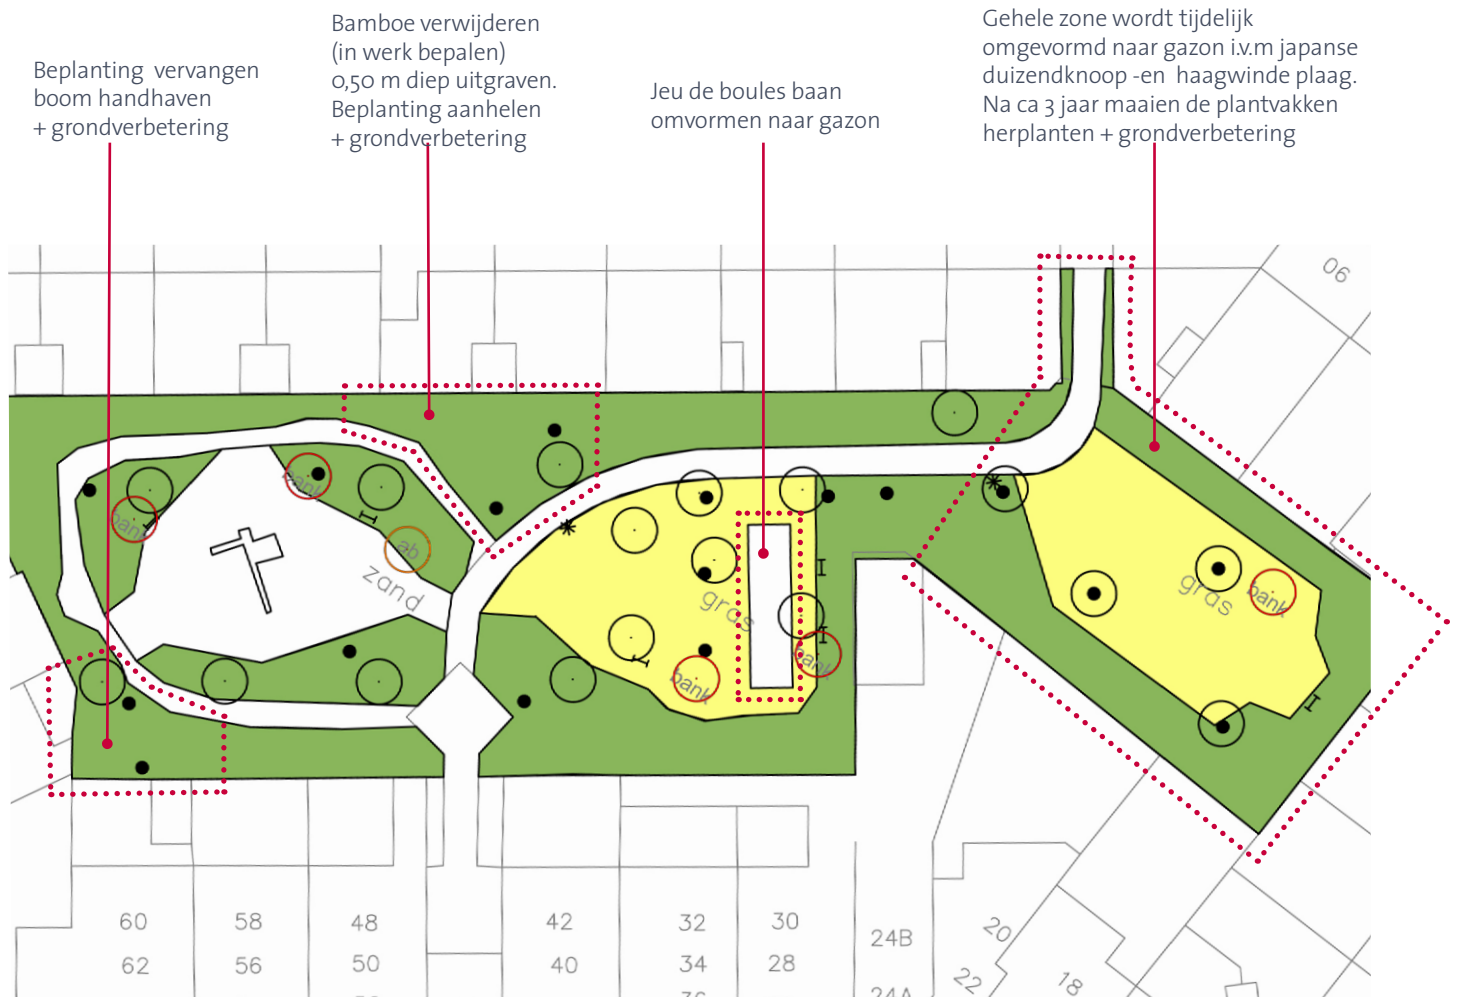 Beplanting vervangen
boom handhaven
+ grondverbetering
Bamboe verwijderen
(in werk bepalen)
0,50 m diep uitgraven.
Beplanting aanhelen
+ grondverbetering
Jeu de boules baan
omvormen naar gazon
Gehele zone wordt tijdelijk
omgevormd naar gazon i.v.m japanse
duizendknoop -en haagwinde plaag.
Na ca 3 jaar maaien de plantvakken
herplanten + grondverbetering
06
bank
bank
ab
zand
gras
bank
bank
gras
bank
60
58
48
42
32
30
24B
20
62
56
50
40
34
28
22
18
24A